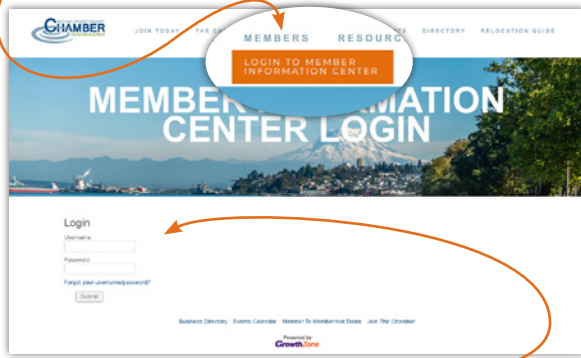 CHAMBER
JOIN TODAY
MEMBERS RESOURC
DIRECTORY RELOCATION GUIDE
LOGIN TO MEMBER
INFORMATION CENTER
CENTER LOGIN
Login
Username
Password
Forgot your username/password?
Submit
Business Directory Events Calendar Member To Member Hot Deals Join The Chamber
Powered by
GrowthZone